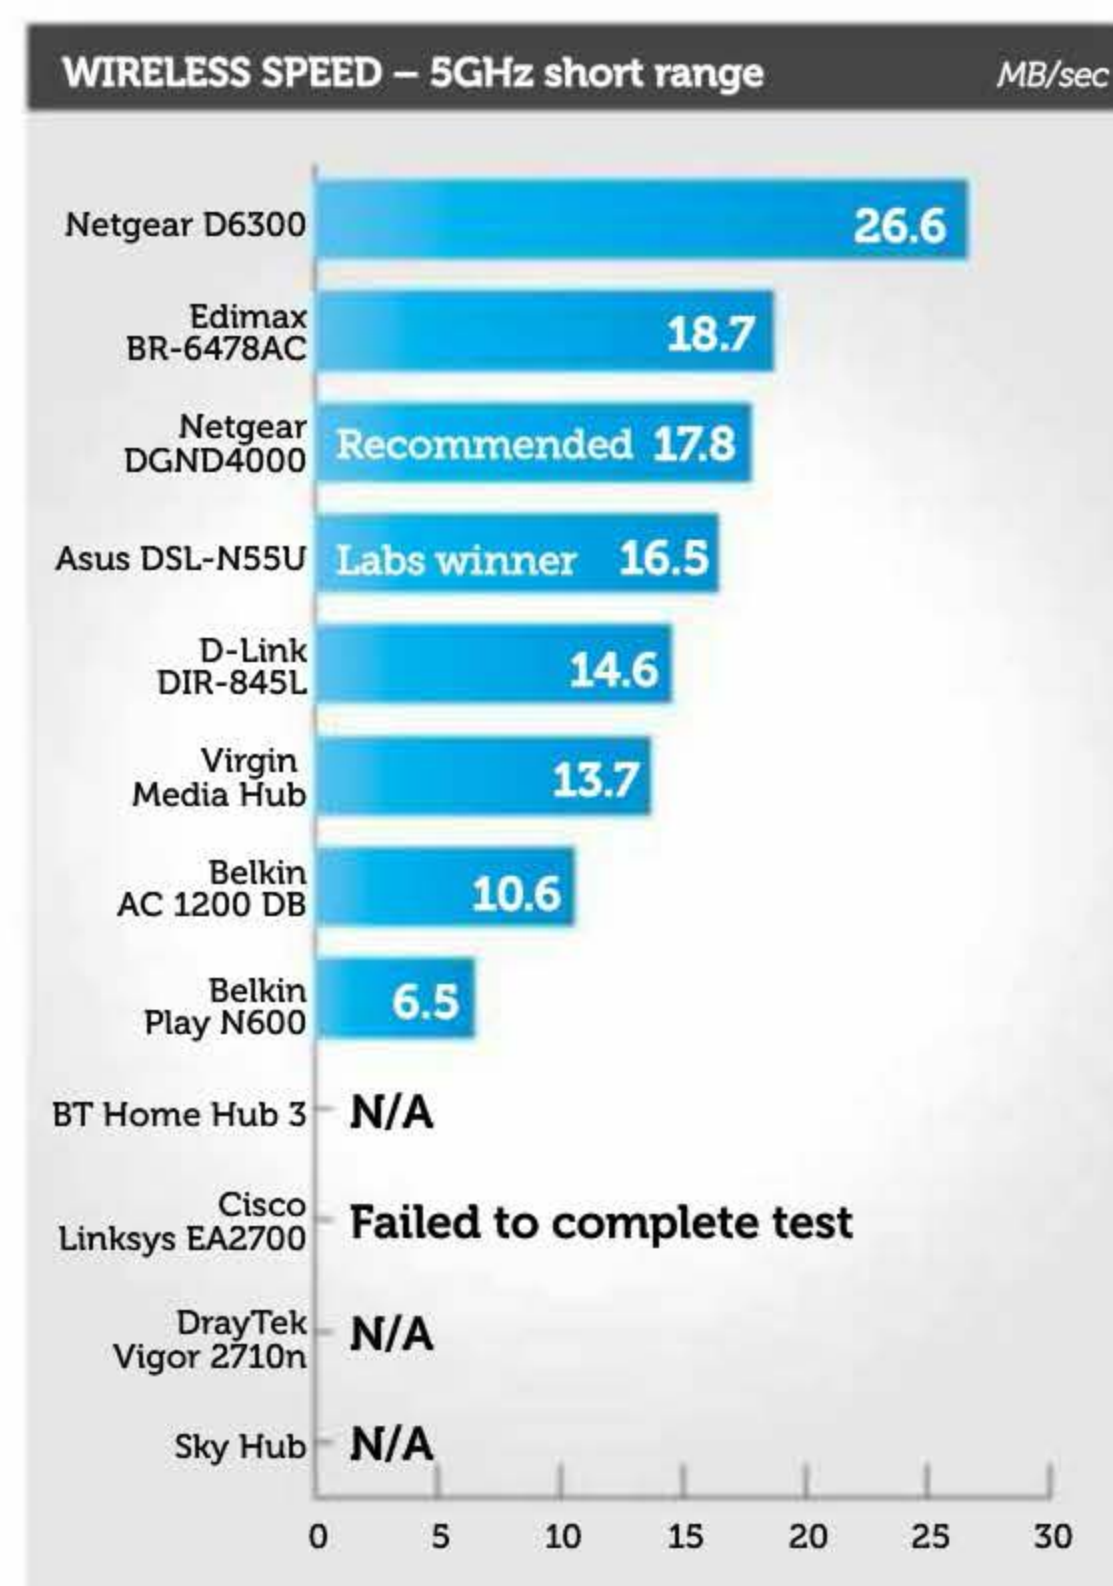 WIRELESS SPEED – 5GHz short range MB/sec
Netgear D6300 26.6
Edimax
BR-6478AC 18.7
Netgear
DGND4000 Recommended 17.8
Asus DSL-N55U Labs winner 16.5
D-Link
DIR-845L 14.6
Virgin
Media Hub 13.7
Belkin
AC 1200 DB 10.6
Belkin
Play N600 6.5
BT Home Hub 3 N/A
Cisco
Linksys EA2700 Failed to complete test
DrayTek
Vigor 2710n N/A
Sky Hub N/A
0 5 10 15 20 25 30